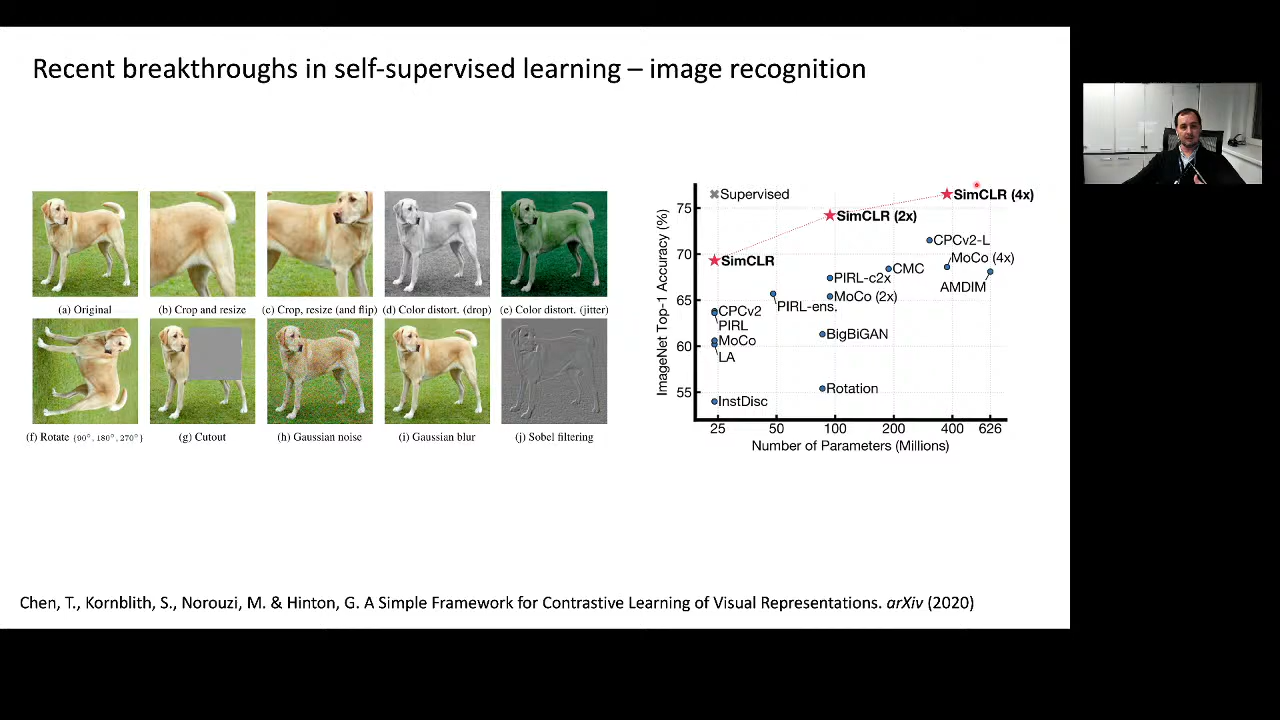 Recent breakthroughs in self-supervised learning – image recognition
(a) Original
(b) Crop and resize
(c) Crop, resize (and flip)
(d) Color distort. (drop)
(e) Color distort. (jitter)
(f) Rotate {90°, 180°, 270°}
(g) Cutout
(h) Gaussian noise
(i) Gaussian blur
(j) Sobel filtering
ImageNet Top-1 Accuracy (%)
75
70
65
60
55
Supervised
SimCLR (4x)
SimCLR (2x)
CPCv2-L
SimCLR
MoCo (4x)
CMC
PIRL-c2x
AMDIM
MoCo (2x)
PIRL-ens.
CPCv2
PIRL
BigBiGAN
MoCo
LA
Rotation
InstDisc
25
50
100
200
400
626
Number of Parameters (Millions)
Chen, T., Kornblith, S., Norouzi, M. & Hinton, G. A Simple Framework for Contrastive Learning of Visual Representations. arXiv (2020)